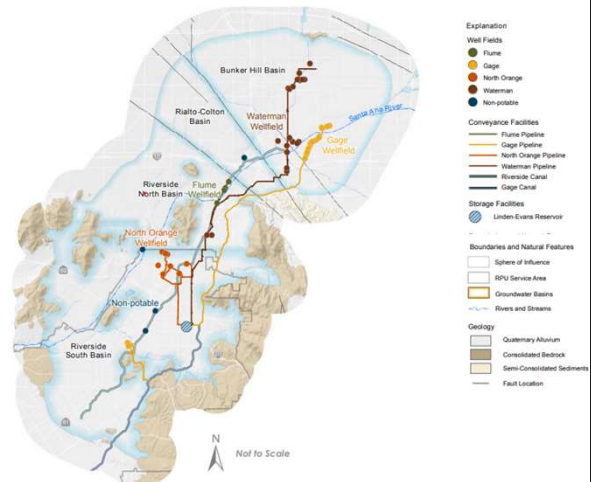 Bunker Hill Basin
Rialto-Colton
Basin
Waterman
Wellfield
Santa Ana River
Gage
Wellfield
Riverside
North Basin
Flume
Wellfield
North Orange
Wellfield
Non-potable
Riverside
South Basin
N
Not to Scale
Explanation
Well Fields
Flume
Gage
North Orange
Waterman
Non-potable
Conveyance Facilities
Flume Pipeline
Gage Pipeline
North Orange Pipeline
Waterman Pipeline
Riverside Canal
Gage Canal
Storage Facilities
Linden-Evans Reservoir
Boundaries and Natural Features
Sphere of Influence
RPU Service Area
Groundwater Basins
Rivers and Streams
Geology
Quaternary Alluvium
Consolidated Bedrock
Semi-Consolidated Sediments
Fault Location